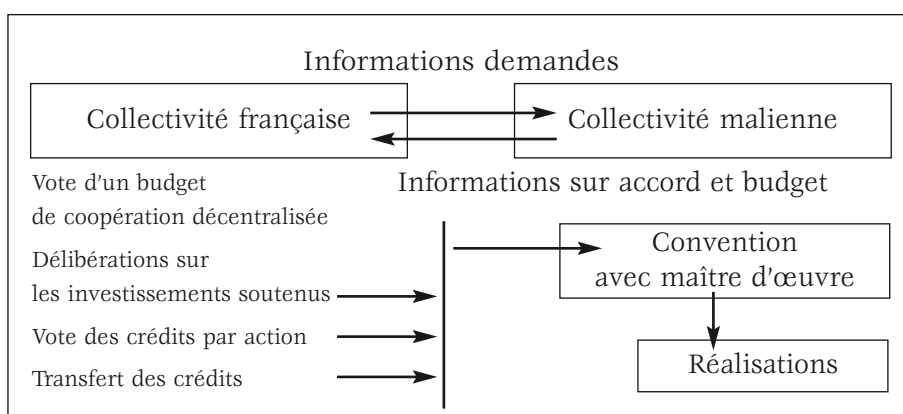 Informations demandes
Collectivité française
Collectivité malienne
Informations sur accord et budget
Vote d'un budget
de coopération décentralisée
Délibérations sur
les investissements soutenus
Vote des crédits par action
Transfert des crédits
Convention
avec maître d'œuvre
Réalisations